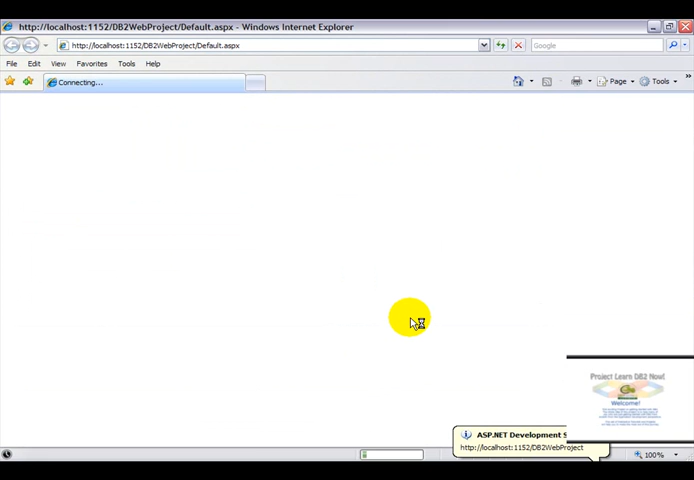 http://localhost:1152/DB2WebProject/Default.aspx - Windows Internet Explorer
http://localhost:1152/DB2WebProject/Default.aspx
Google
File Edit View Favorites Tools Help
Connecting...
Page Tools
Project Learn DB2 Now!
Welcome!
ASP.NET Development S
http://localhost:1152/DB2WebProject
100%